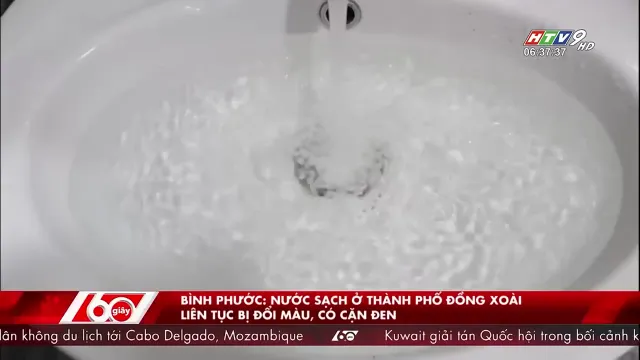 HTV9 HD
06:37:37
60 giây
BÌNH PHƯỚC: NƯỚC SẠCH Ở THÀNH PHỐ ĐỒNG XOÀI
LIÊN TỤC BỊ ĐỔI MÀU, CÓ CẶN ĐEN
dân không du lịch tới Cabo Delgado, Mozambique 60 Kuwait giải tán Quốc hội trong bối cảnh